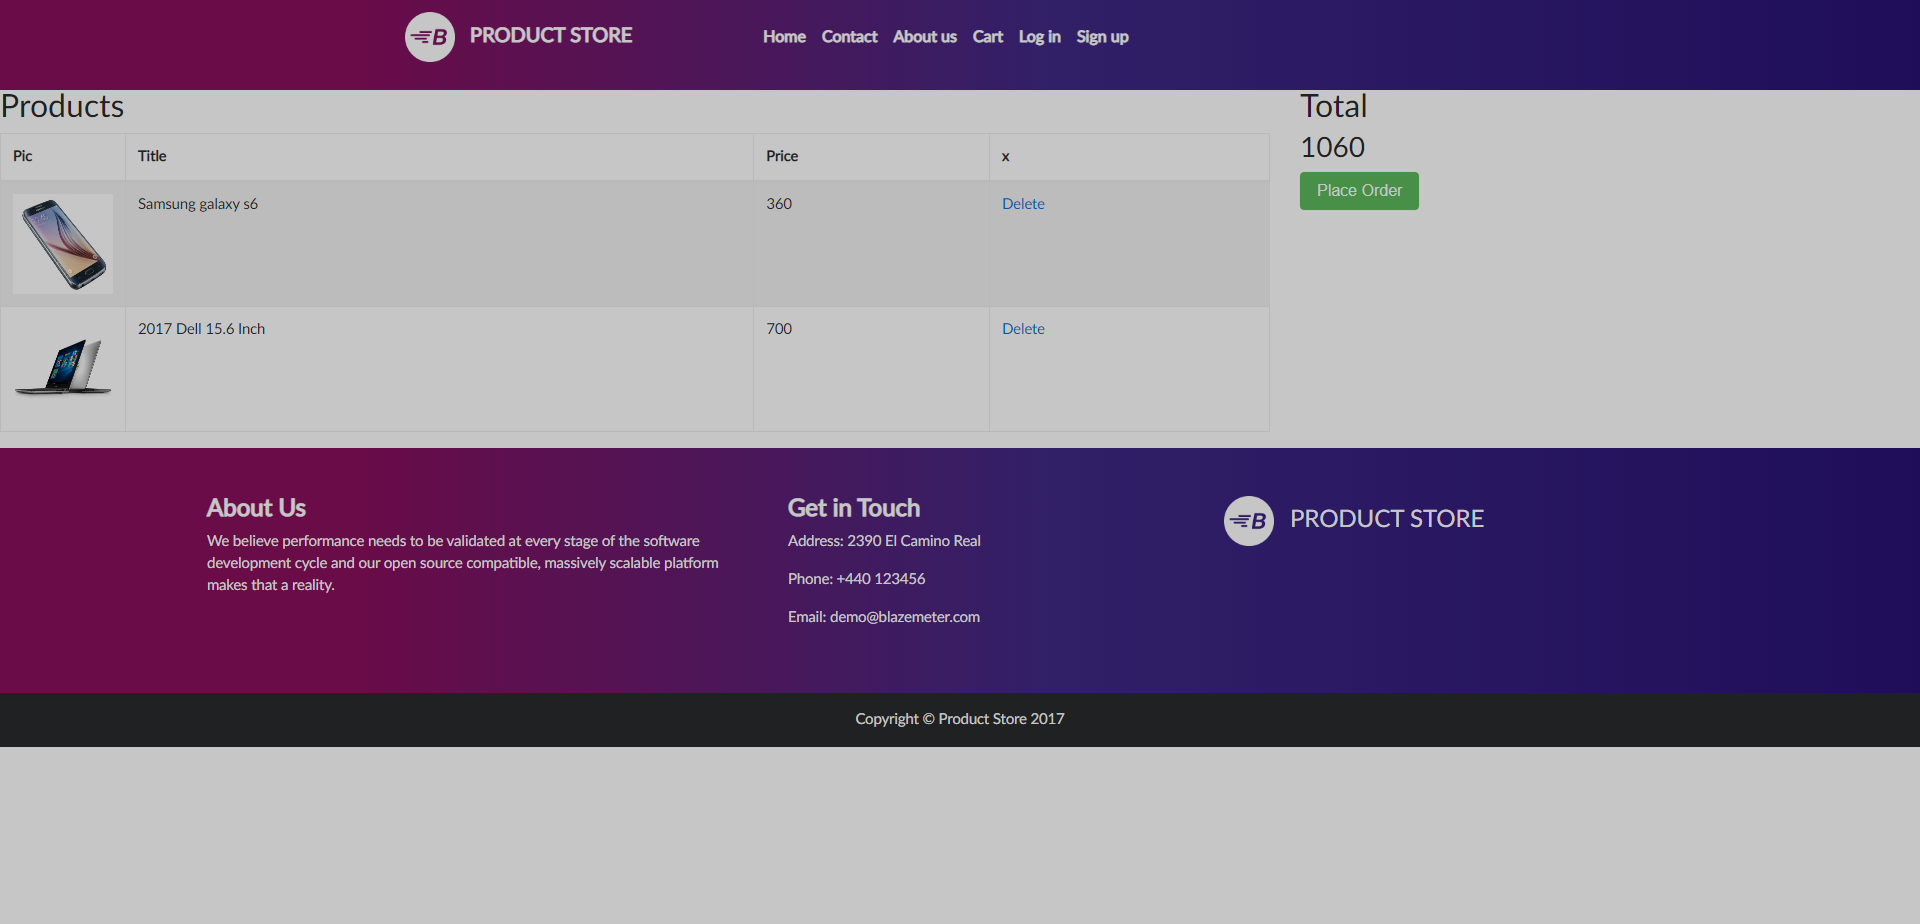 B PRODUCT STORE
Home Contact About us Cart Log in Sign up
Products
Pic Title Price x
Samsung galaxy s6 360 Delete
2017 Dell 15.6 Inch 700 Delete
Total
1060
Place Order
About Us
We believe performance needs to be validated at every stage of the software
development cycle and our open source compatible, massively scalable platform
makes that a reality.
Get in Touch
Address: 2390 El Camino Real
Phone: +440 123456
Email: demo@blazemeter.com
B PRODUCT STORE
Copyright © Product Store 2017